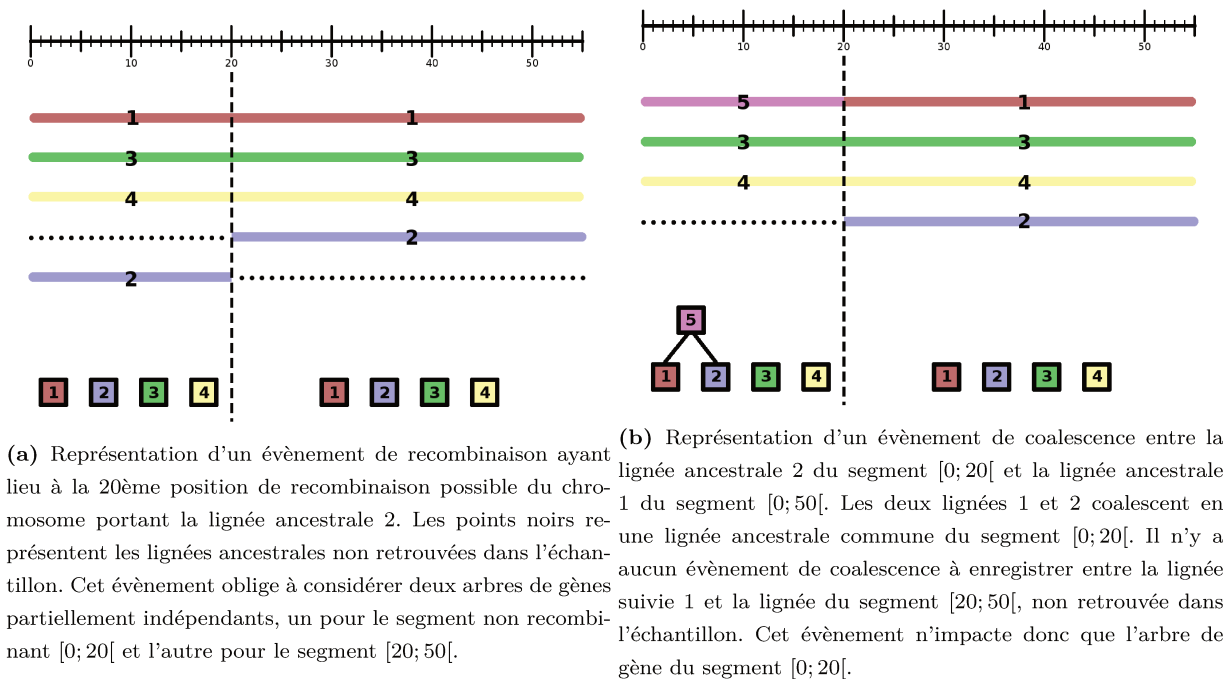 0 10 20 30 40 50
1 1
3 3
4 4
2
2
1 2 3 4 1 2 3 4
(a) Représentation d'un évènement de recombinaison ayant
lieu à la 20ème position de recombinaison possible du chro-
mosome portant la lignée ancestrale 2. Les points noirs re-
présentent les lignées ancestrales non retrouvées dans l'échan-
tillon. Cet évènement oblige à considérer deux arbres de gènes
partiellement indépendants, un pour le segment non recombi-
nant [0; 20[ et l'autre pour le segment [20; 50[.
0 10 20 30 40 50
5 1
3 3
4 4
2
5
1 2 3 4 1 2 3 4
(b) Représentation d'un évènement de coalescence entre la
lignée ancestrale 2 du segment [0; 20[ et la lignée ancestrale
1 du segment [0; 50[. Les deux lignées 1 et 2 coalescent en
une lignée ancestrale commune du segment [0; 20[. Il n'y a
aucun évènement de coalescence à enregistrer entre la lignée
suivie 1 et la lignée du segment [20; 50[, non retrouvée dans
l'échantillon. Cet évènement n'impacte donc que l'arbre de
gène du segment [0; 20[.